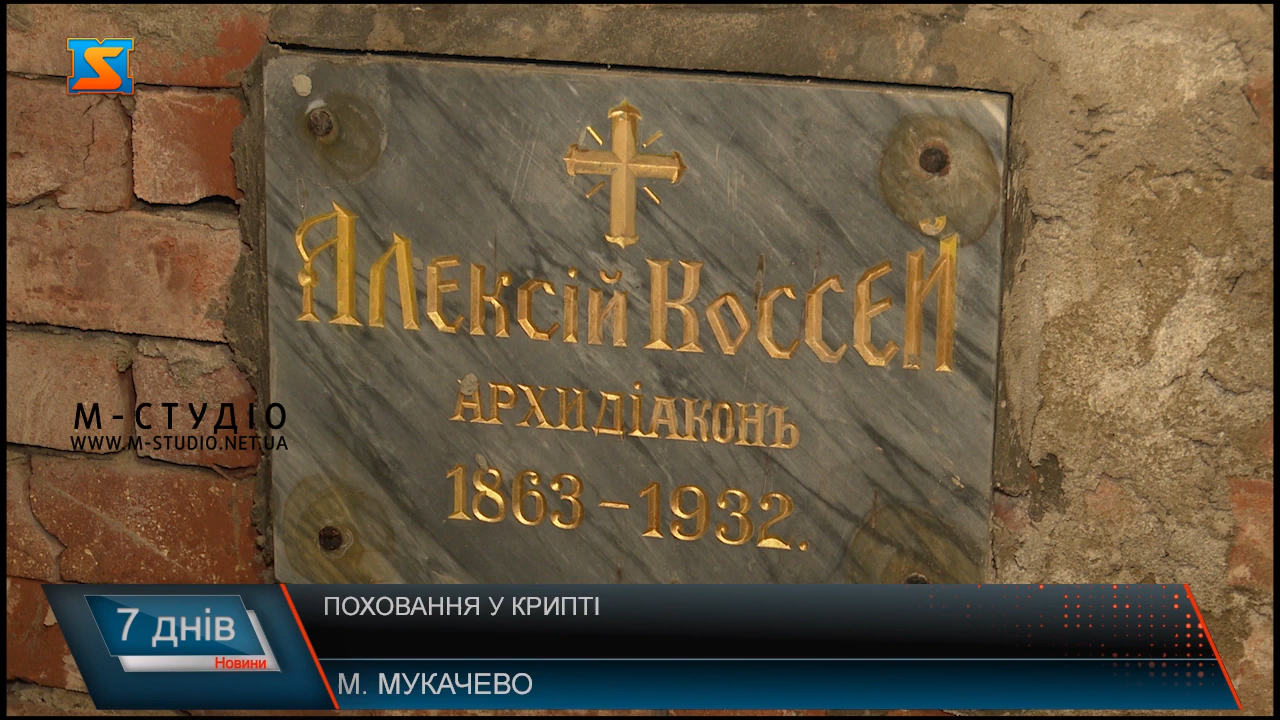 Алексій Коссей
архидіаконъ
1863 – 1932.
М-СТУДІО
WWW.M-STUDIO.NET.UA
7 днів
Новини
ПОХОВАННЯ У КРИПТІ
М. МУКАЧЕВО